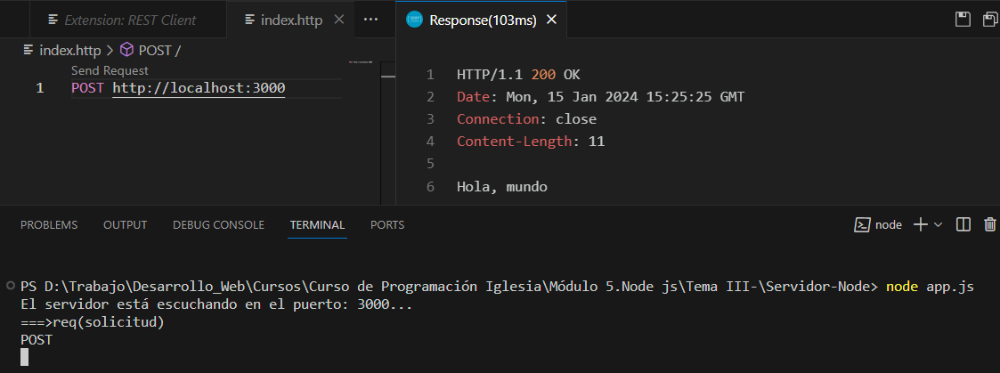 Extension: REST Client
index.http
Response(103ms)
index.http > POST /
Send Request
1 POST http://localhost:3000
1 HTTP/1.1 200 OK
2 Date: Mon, 15 Jan 2024 15:25:25 GMT
3 Connection: close
4 Content-Length: 11
5
6 Hola, mundo
PROBLEMS OUTPUT DEBUG CONSOLE TERMINAL PORTS
node
PS D:\Trabajo\Desarrollo_Web\Cursos\Curso de Programación Iglesia\Módulo 5.Node js\Tema III-\Servidor-Node> node app.js
El servidor está escuchando en el puerto: 3000...
===>req(solicitud)
POST